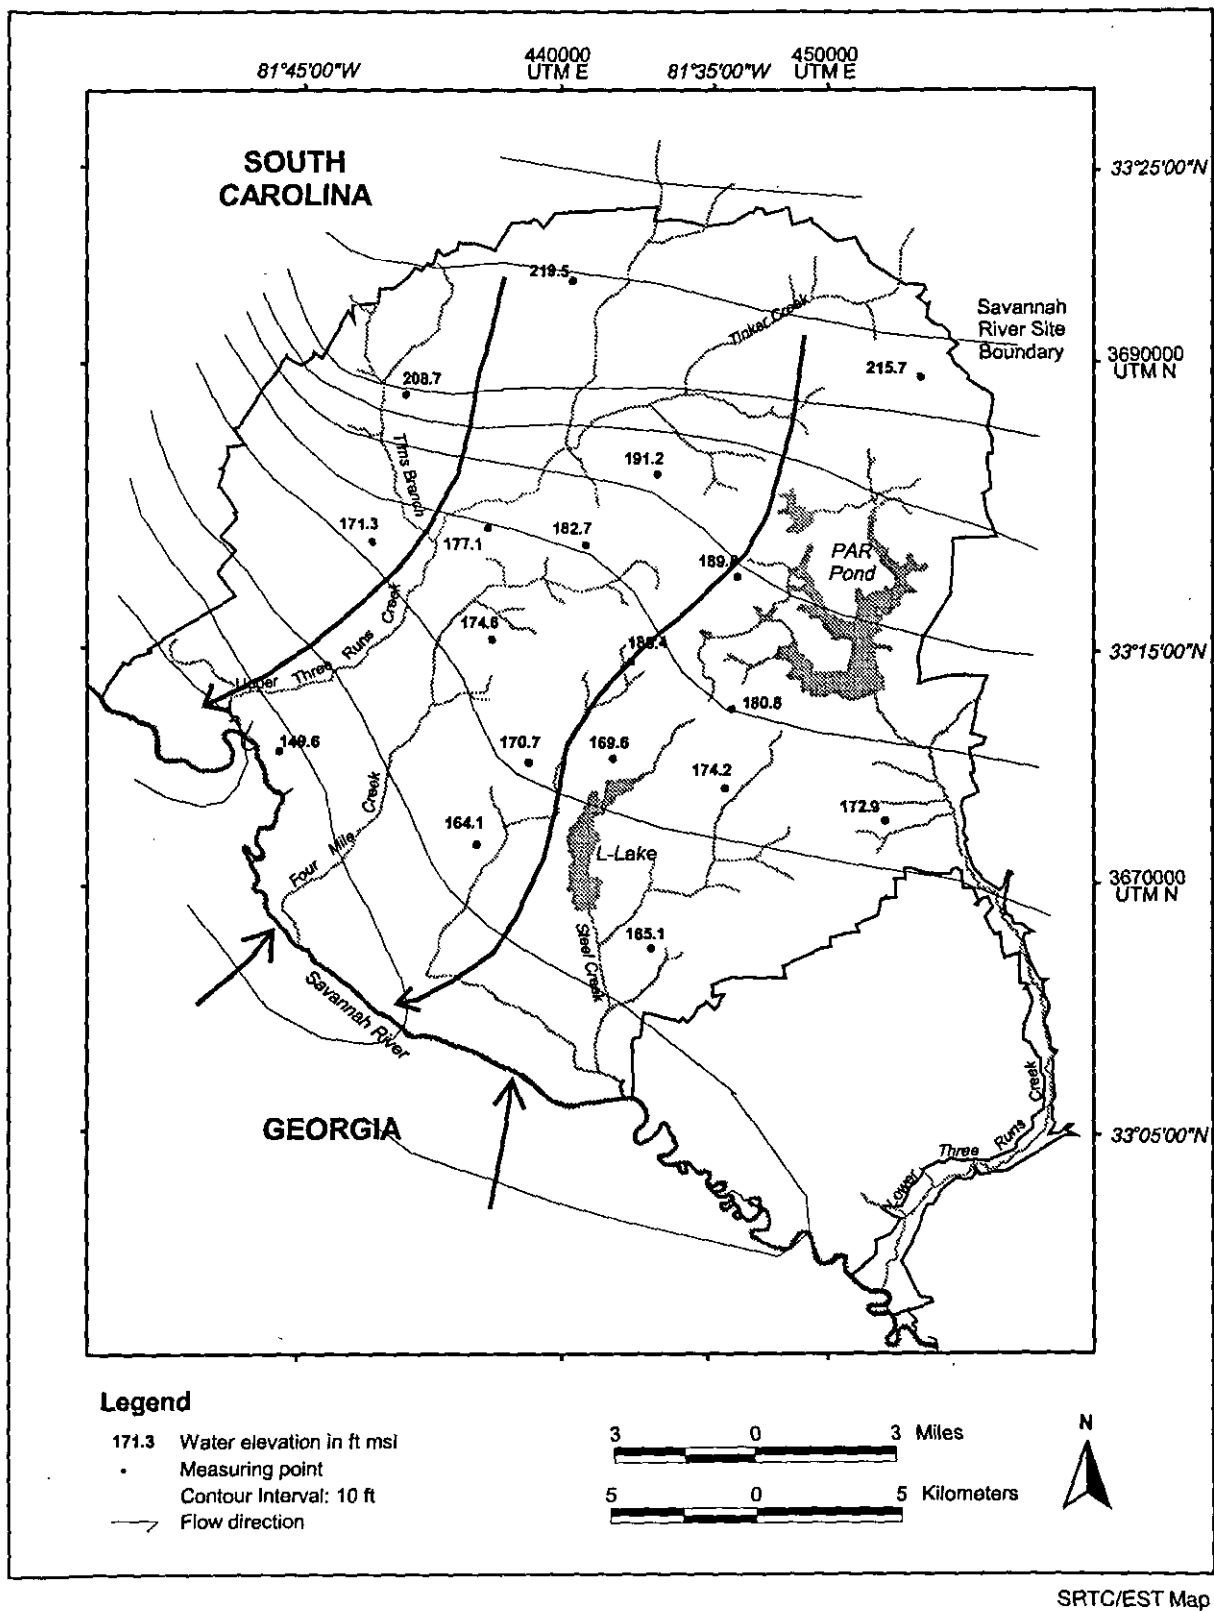 440000
450000
81°45'00"W
UTM E
81°35'00"W
UTM E
SOUTH
CAROLINA
33°25'00"N
219.5
Tinker Creek
Savannah
River Site
Boundary
3690000
UTM N
215.7
208.7
Tims Branch
191.2
171.3
177.1
182.7
PAR
Pond
174.6
33°15'00"N
Upper Three Runs Creek
180.8
149.6
170.7
169.6
174.2
172.9
Four Mile Creek
164.1
L-Lake
3670000
UTM N
165.1
Steel Creek
Savannah River
GEORGIA
33°05'00"N
Lower Three Runs Creek
Legend
171.3 Water elevation in ft msl
Measuring point
Contour Interval: 10 ft
Flow direction
3 0 3 Miles
5 0 5 Kilometers
N
SRTC/EST Map